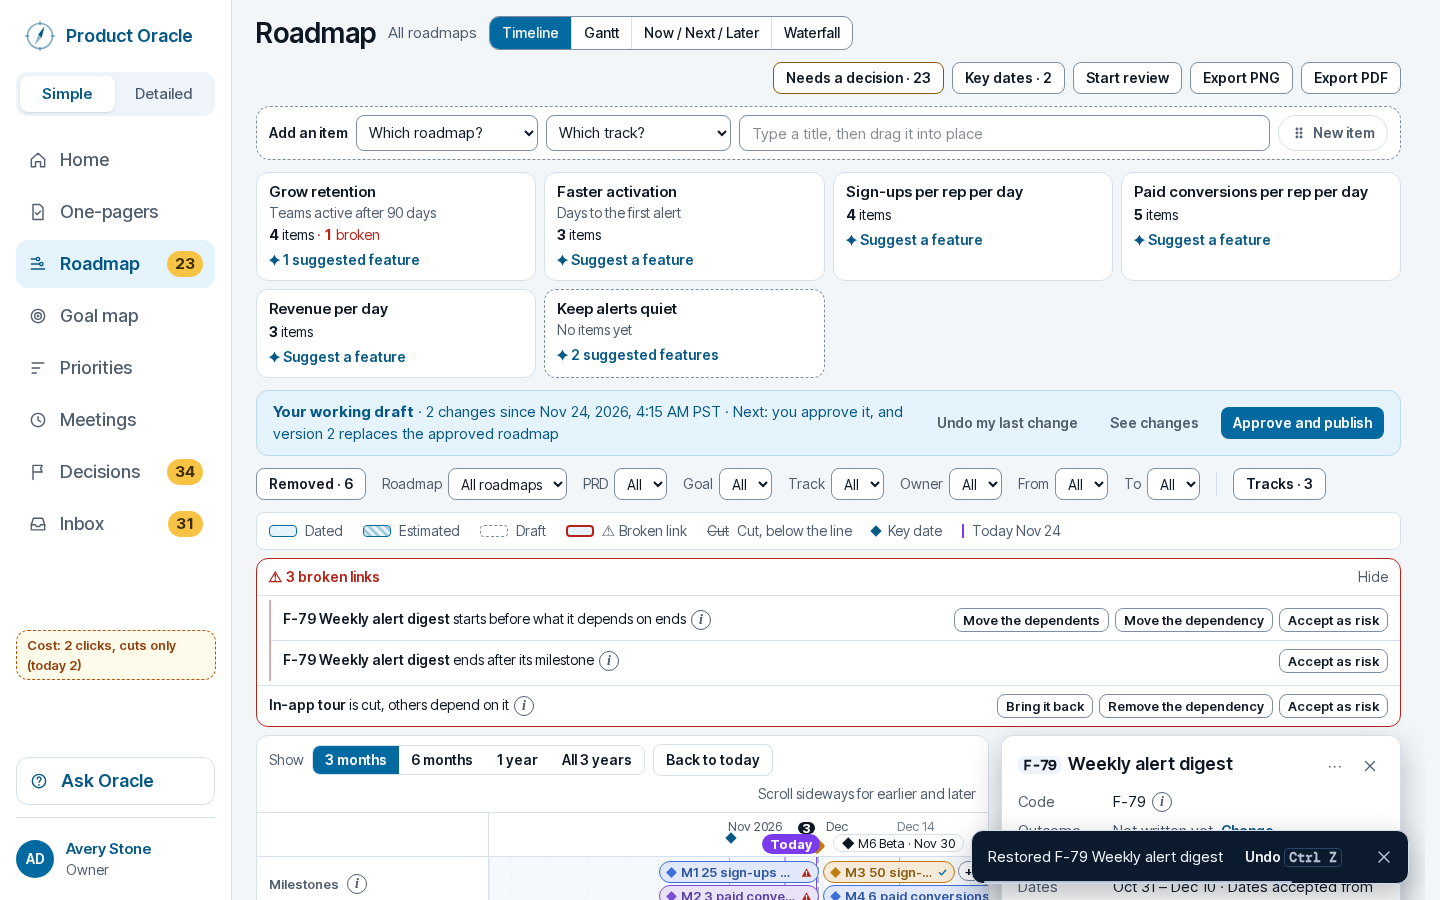 Product Oracle
Simple
Detailed
Home
One-pagers
Roadmap
23
Goal map
Priorities
Meetings
Decisions
34
Inbox
31
Cost: 2 clicks, cuts only
(today 2)
Ask Oracle
AD
Avery Stone
Owner
Roadmap
All roadmaps
Timeline
Gantt
Now / Next / Later
Waterfall
Needs a decision · 23
Key dates · 2
Start review
Export PNG
Export PDF
Add an item
Which roadmap?
Which track?
Type a title, then drag it into place
New item
Grow retention
Teams active after 90 days
4 items · 1 broken
1 suggested feature
Faster activation
Days to the first alert
3 items
Suggest a feature
Sign-ups per rep per day
4 items
Suggest a feature
Paid conversions per rep per day
5 items
Suggest a feature
Revenue per day
3 items
Suggest a feature
Keep alerts quiet
No items yet
2 suggested features
Your working draft · 2 changes since Nov 24, 2026, 4:15 AM PST · Next: you approve it, and
version 2 replaces the approved roadmap
Undo my last change
See changes
Approve and publish
Removed · 6
Roadmap
All roadmaps
PRD
All
Goal
All
Track
All
Owner
All
From
All
To
All
Tracks · 3
Dated
Estimated
Draft
⚠ Broken link
Cut
Cut, below the line
Key date
Today Nov 24
⚠ 3 broken links
Hide
F-79 Weekly alert digest starts before what it depends on ends
Move the dependents
Move the dependency
Accept as risk
F-79 Weekly alert digest ends after its milestone
Accept as risk
In-app tour is cut, others depend on it
Bring it back
Remove the dependency
Accept as risk
Show
3 months
6 months
1 year
All 3 years
Back to today
Scroll sideways for earlier and later
Nov 2026
3
Dec
Dec 14
Today
M6 Beta · Nov 30
Milestones
M1 25 sign-ups ...
M3 50 sign-...
M2 3 paid conve...
M4 6 paid conversions
F-79
Weekly alert digest
Code
F-79
Outcome
Not written yet
Change
Dates
Oct 31 – Dec 10 · Dates accepted from
Restored F-79 Weekly alert digest
Undo
Ctrl Z